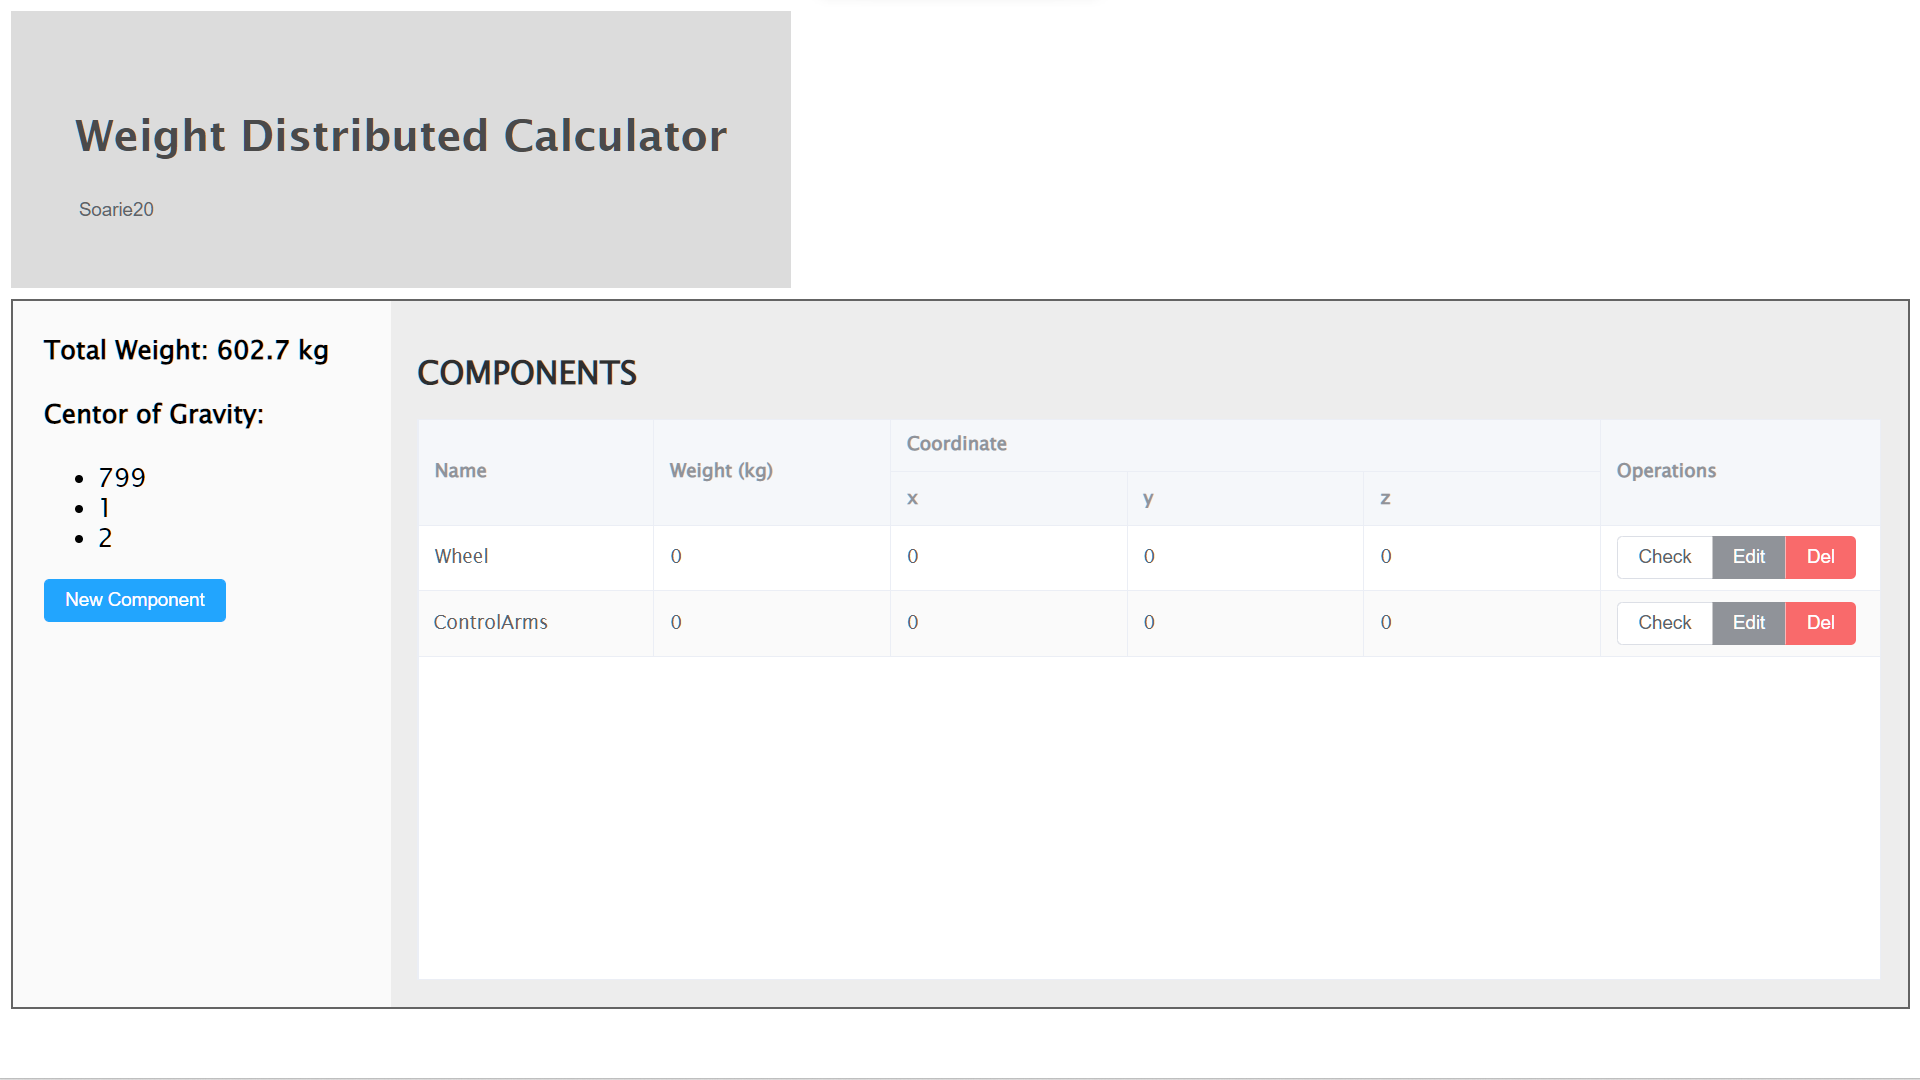 Weight Distributed Calculator
Soarie20
Total Weight: 602.7 kg
Centor of Gravity:
• 799
• 1
• 2
New Component
COMPONENTS
Name Weight (kg) Coordinate Operations
x y z
Wheel 0 0 0 0 Check Edit Del
ControlArms 0 0 0 0 Check Edit Del